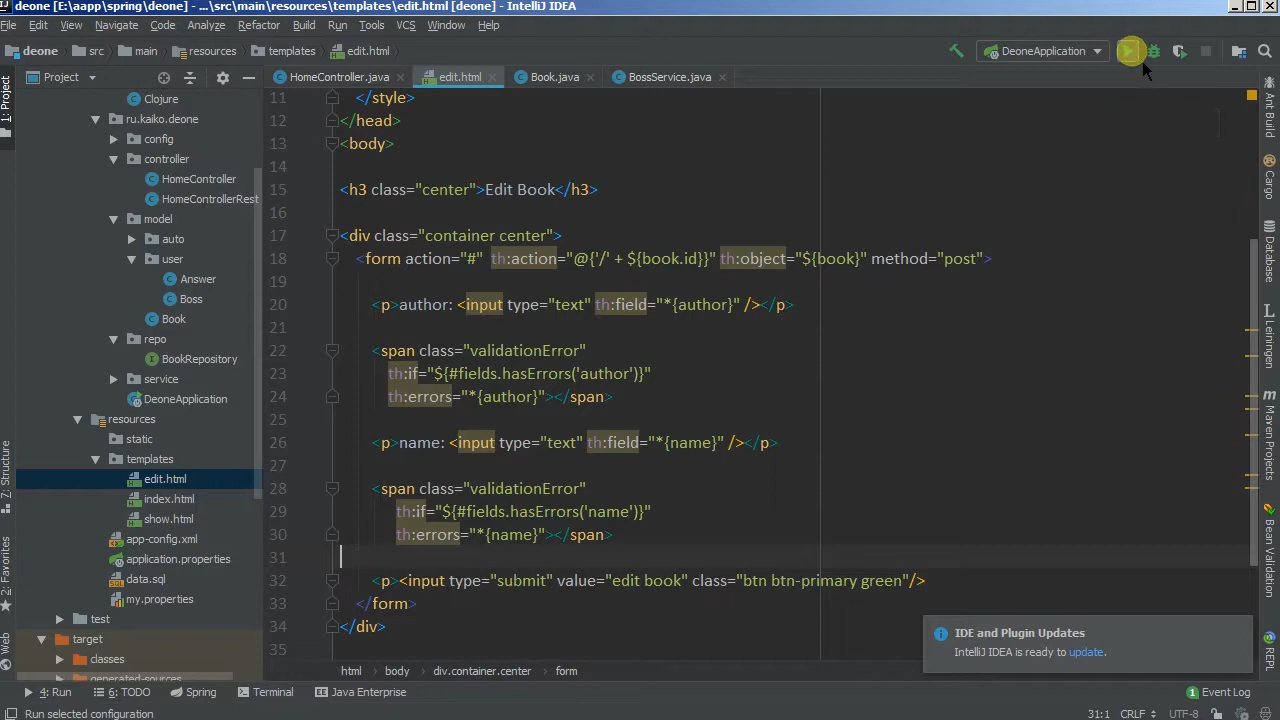 deone [E:\aapp\spring\deone] - ...\src\main\resources\templates\edit.html [deone] - IntelliJ IDEA
File Edit View Navigate Code Analyze Refactor Build Run Tools VCS Window Help
deone src main resources templates edit.html DeoneApplication
1: Project
Project
HomeController.java edit.html Book.java BossService.java
Clojure
ru.kaiko.deone
config
controller
HomeController
HomeControllerRest
model
auto
user
Answer
Boss
Book
repo
BookRepository
service
DeoneApplication
resources
static
templates
edit.html
index.html
show.html
app-config.xml
application.properties
data.sql
my.properties
test
target
classes
generated-sources
11 </style>
12 </head>
13 <body>
14
15 <h3 class="center">Edit Book</h3>
16
17 <div class="container center">
18 <form action="#" th:action="@{'/' + ${book.id}}" th:object="${book}" method="post">
19
20 <p>author: <input type="text" th:field="*{author}" /></p>
21
22 <span class="validationError"
23 th:if="${#fields.hasErrors('author')}"
24 th:errors="*{author}"></span>
25
26 <p>name: <input type="text" th:field="*{name}" /></p>
27
28 <span class="validationError"
29 th:if="${#fields.hasErrors('name')}"
30 th:errors="*{name}"></span>
31
32 <p><input type="submit" value="edit book" class="btn btn-primary green"/>
33 </form>
34 </div>
35
html body div.container.center form
IDE and Plugin Updates
IntelliJ IDEA is ready to update.
Ant Build
Cargo
Database
Leiningen
Maven Projects
Bean Validation
REPL
7: Structure
2: Favorites
Web
4: Run 6: TODO Spring Terminal Java Enterprise 1 Event Log
Run selected configuration 31:1 CRLF UTF-8